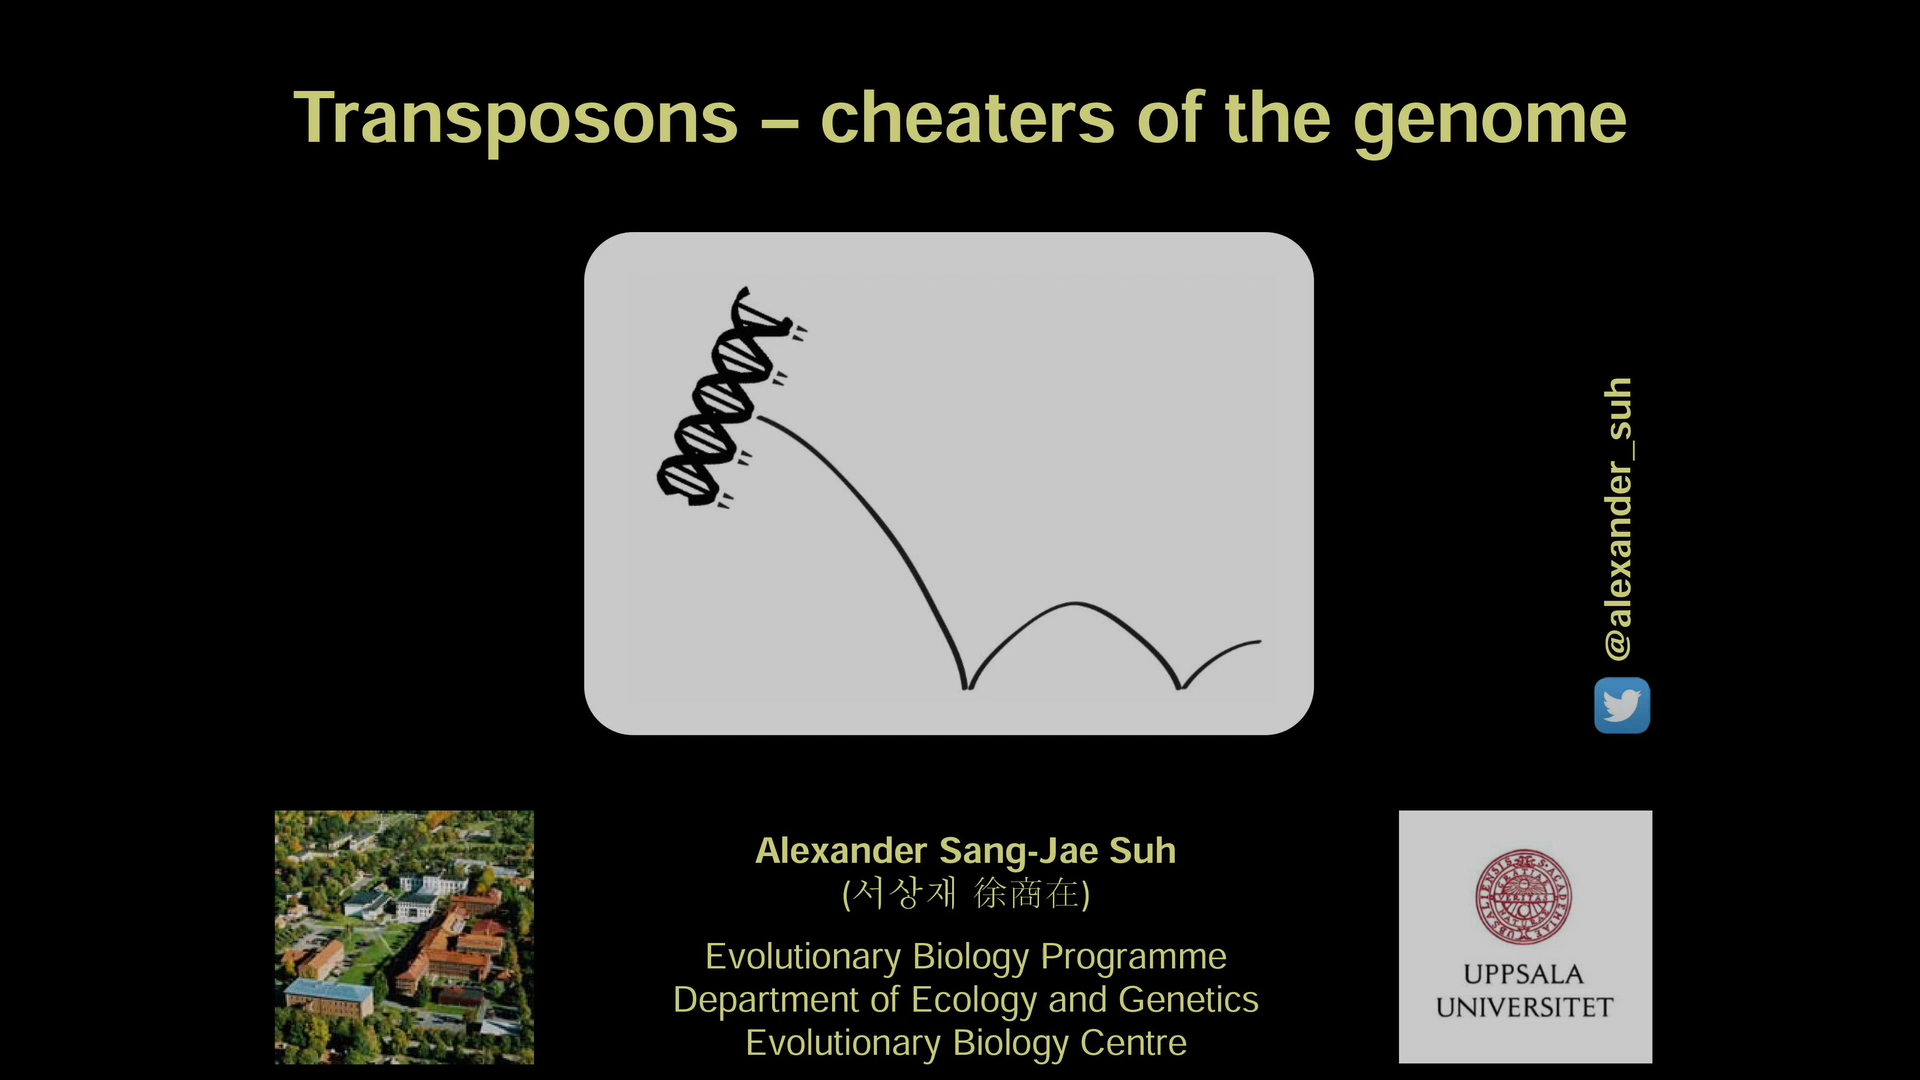 Transposons – cheaters of the genome
@alexander_suh
Alexander Sang-Jae Suh
(서상재 徐商在)
Evolutionary Biology Programme
Department of Ecology and Genetics
Evolutionary Biology Centre
UPPSALA
UNIVERSITET